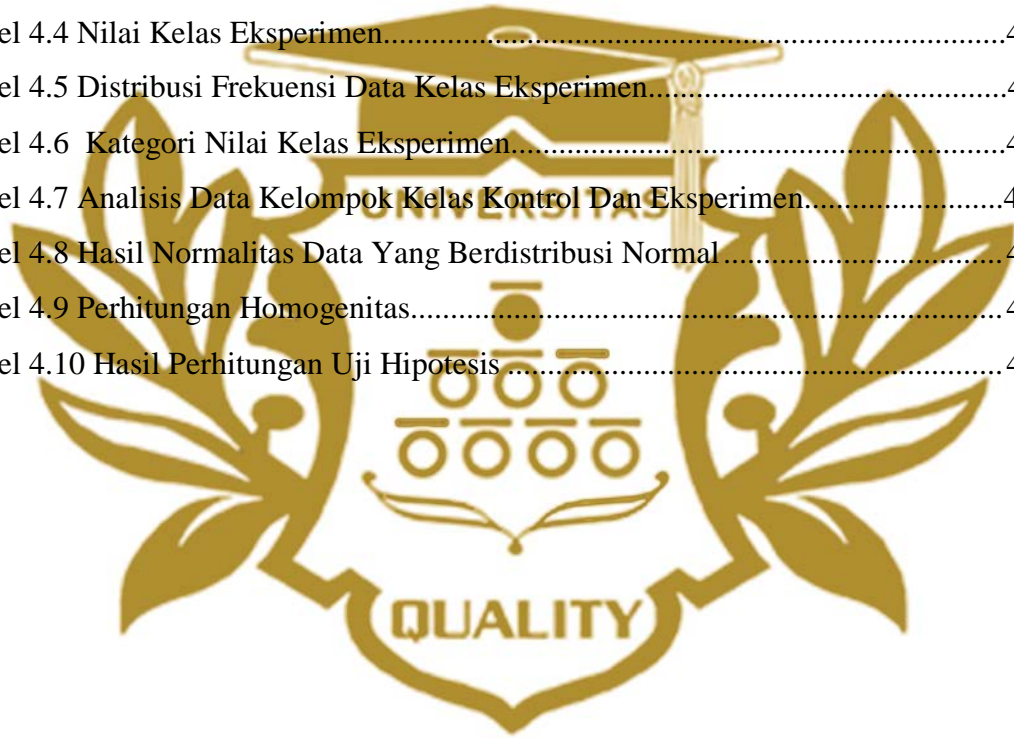 el 4.4 Nilai Kelas Eksperimen..............................................................................4
el 4.5 Distribusi Frekuensi Data Kelas Eksperimen.............................................4
el 4.6  Kategori Nilai Kelas Eksperimen..............................................................4
UNIVERSITAS
el 4.7 Analisis Data Kelompok Kelas Kontrol Dan Eksperimen.........................4
el 4.8 Hasil Normalitas Data Yang Berdistribusi Normal...................................4
el 4.9 Perhitungan Homogenitas..........................................................................4
el 4.10 Hasil Perhitungan Uji Hipotesis..............................................................4
QUALITY